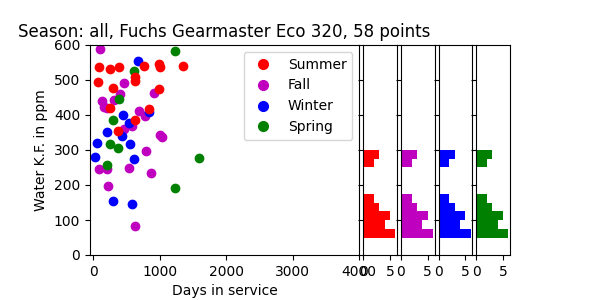 Season: all, Fuchs Gearmaster Eco 320, 58 points
600
500
400
300
200
100
0
Water K.F. in ppm
Summer
Fall
Winter
Spring
0 1000 2000 3000 4000
0 5 0 5 0 5 0 5
Days in service